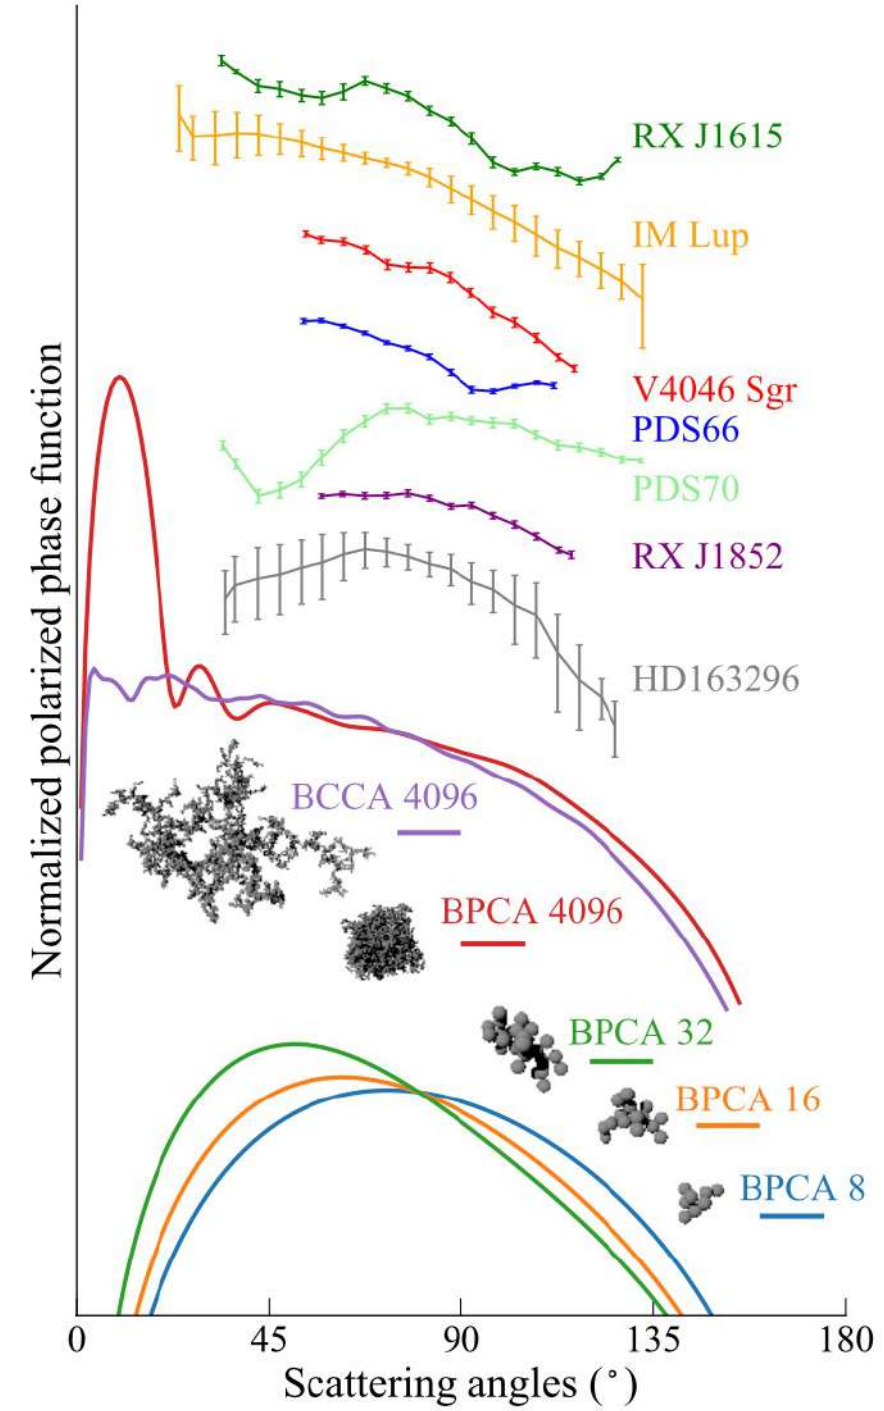 RX J1615
IM Lup
V4046 Sgr
PDS66
PDS70
RX J1852
HD163296
BCCA 4096
BPCA 4096
BPCA 32
BPCA 16
BPCA 8
Normalized polarized phase function
0 45 90 135 180
Scattering angles (°)